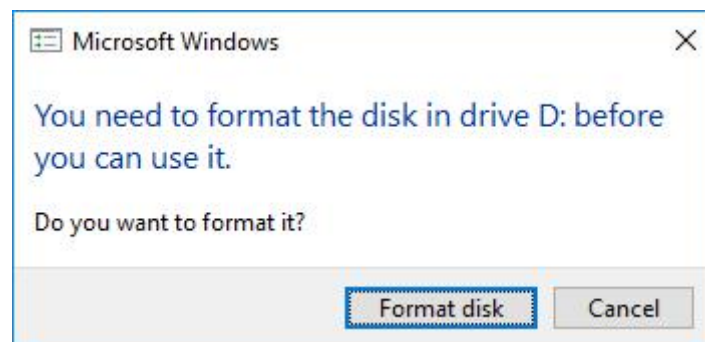 Microsoft Windows
You need to format the disk in drive D: before
you can use it.
Do you want to format it?
Format disk
Cancel